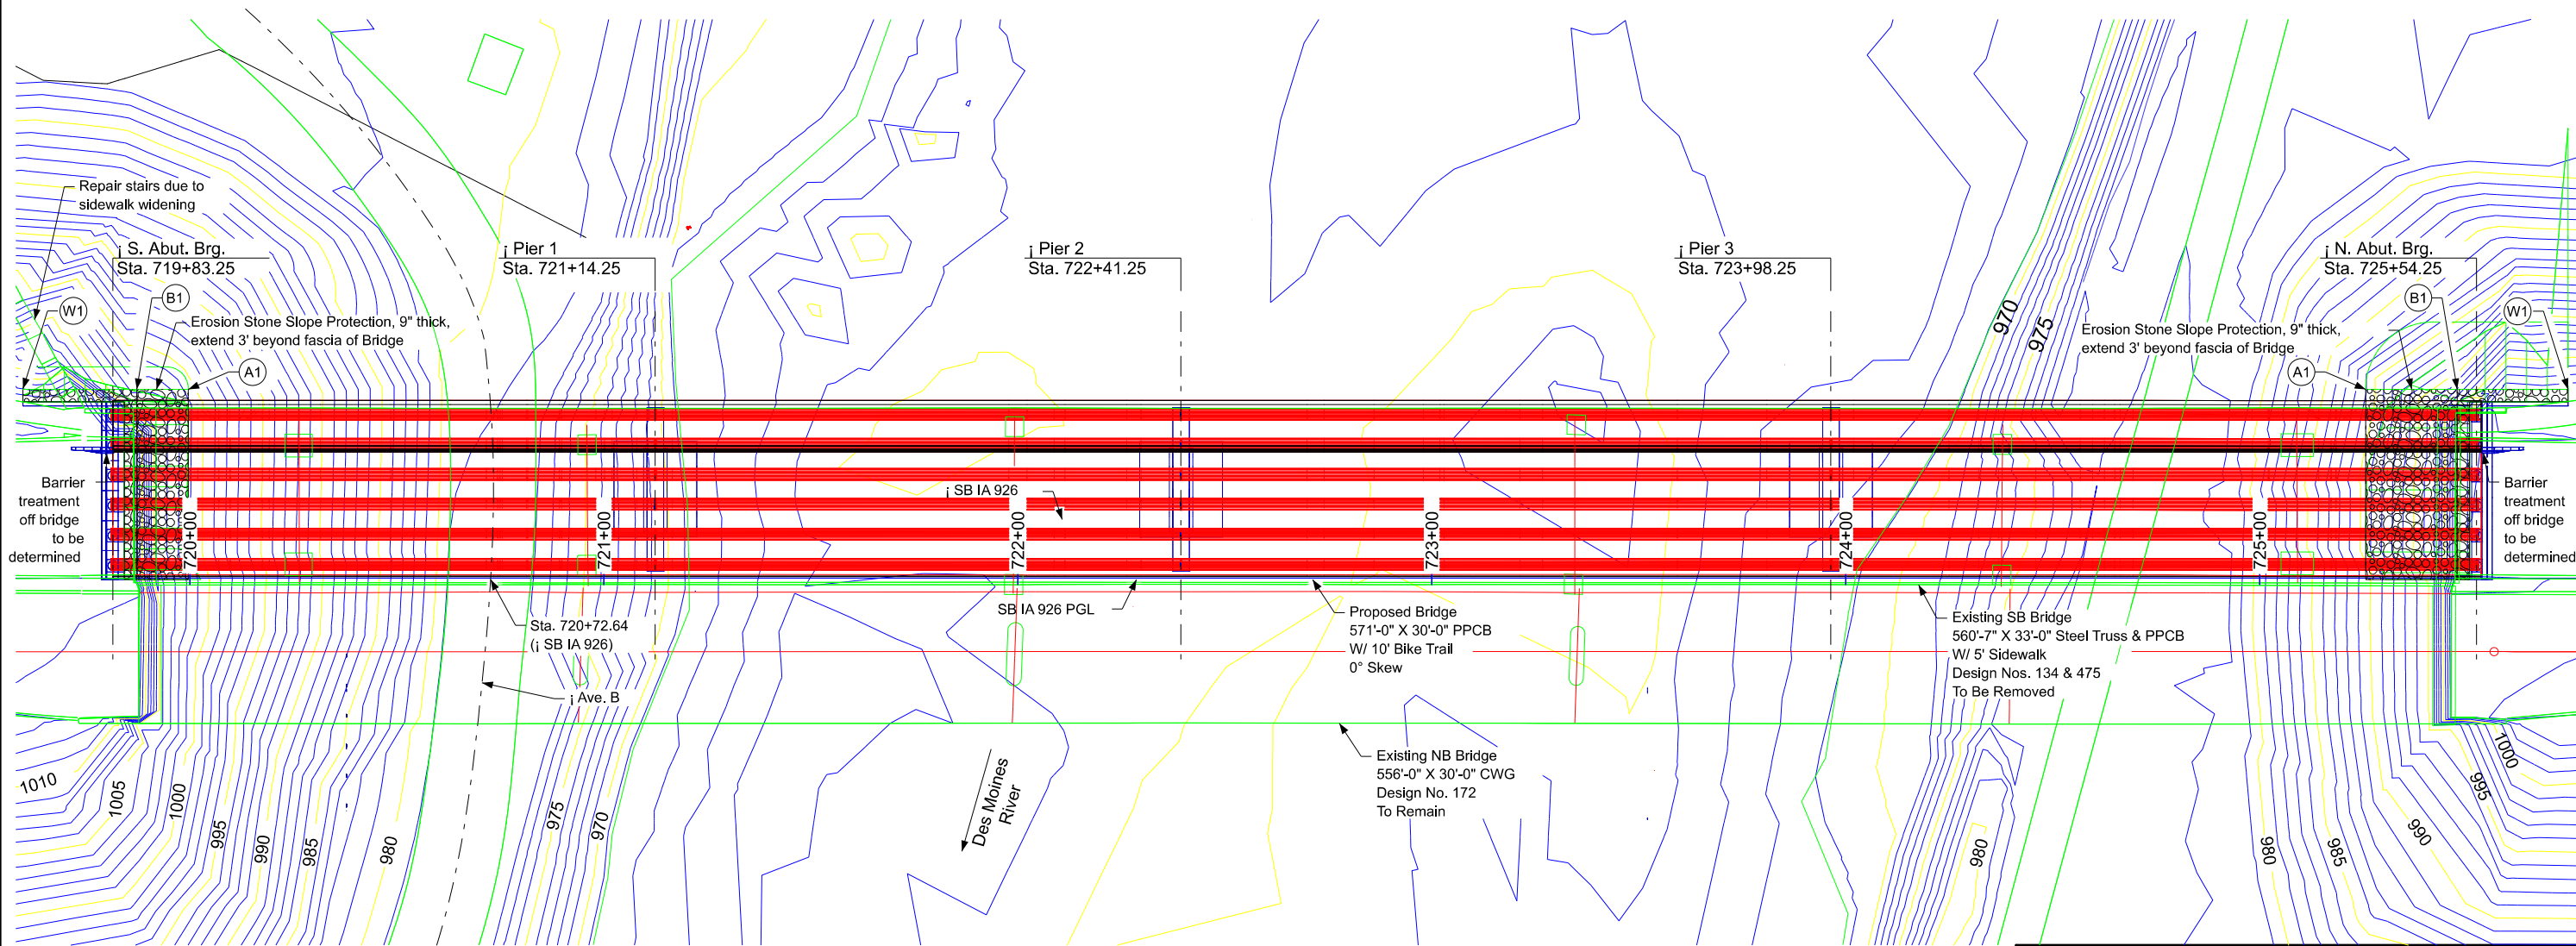 Repair stairs due to
sidewalk widening
¡ S. Abut. Brg.
Sta. 719+83.25
¡ Pier 1
Sta. 721+14.25
¡ Pier 2
Sta. 722+41.25
¡ Pier 3
Sta. 723+98.25
¡ N. Abut. Brg.
Sta. 725+54.25
W1
B1
Erosion Stone Slope Protection, 9" thick,
extend 3' beyond fascia of Bridge
A1
970
975
Erosion Stone Slope Protection, 9" thick,
extend 3' beyond fascia of Bridge
A1
B1
W1
Barrier
treatment
off bridge
to be
determined
¡ SB IA 926
Barrier
treatment
off bridge
to be
determined
720+00
721+00
722+00
723+00
724+00
725+00
Sta. 720+72.64
(¡ SB IA 926)
SB IA 926 PGL
Proposed Bridge
571'-0" X 30'-0" PPCB
W/ 10' Bike Trail
0° Skew
Existing SB Bridge
560'-7" X 33'-0" Steel Truss & PPCB
W/ 5' Sidewalk
Design Nos. 134 & 475
To Be Removed
¡ Ave. B
Existing NB Bridge
556'-0" X 30'-0" CWG
Design No. 172
To Remain
Des Moines
River
1010
1005
1000
995
990
985
980
975
970
980
980
985
990
995
1000